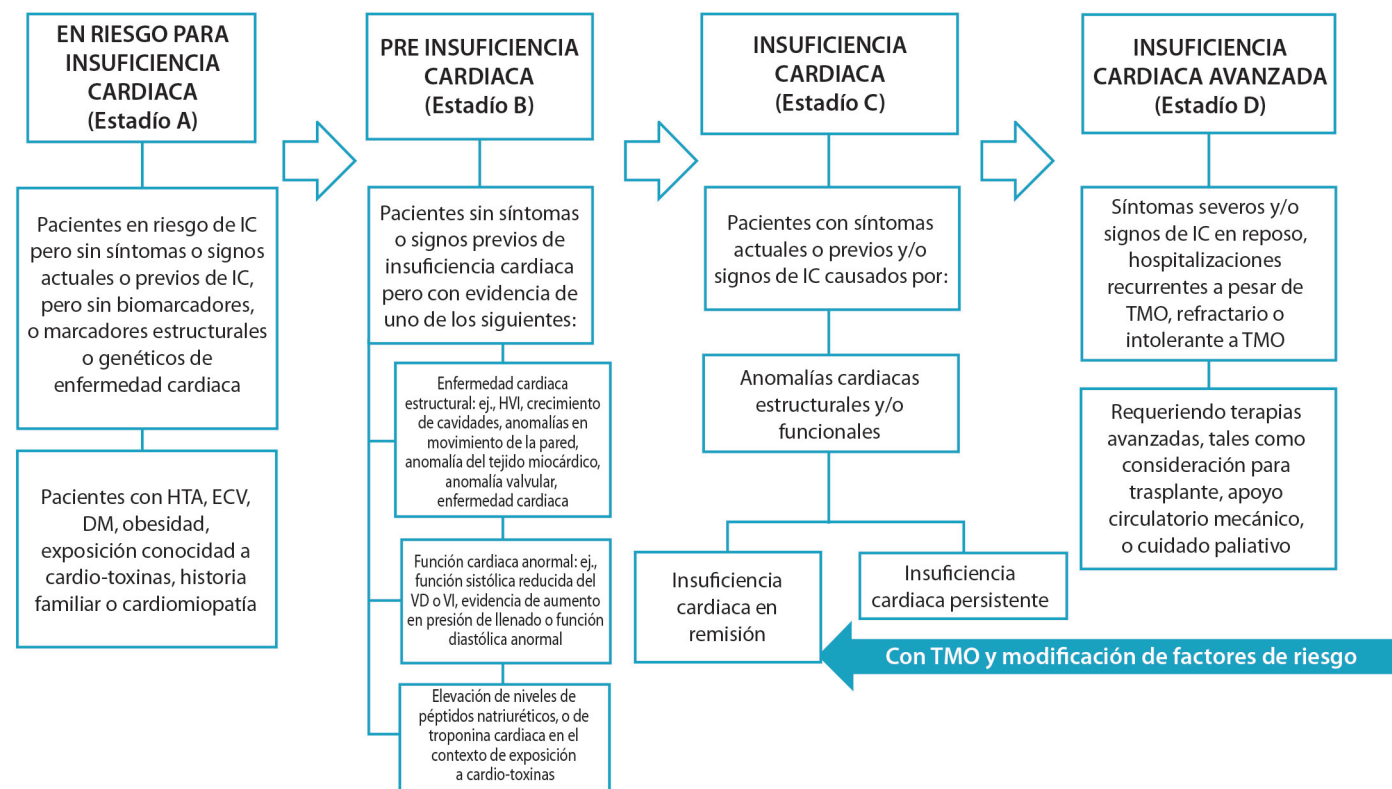 EN RIESGO PARA
INSUFICIENCIA
CARDIACA
(Estadío A)
Pacientes en riesgo de IC
pero sin síntomas o signos
actuales o previos de IC,
pero sin biomarcadores,
o marcadores estructurales
o genéticos de
enfermedad cardiaca
Pacientes con HTA, ECV,
DM, obesidad,
exposición conocidad a
cardio-toxinas, historia
familiar o cardiomiopatía
PRE INSUFICIENCIA
CARDIACA
(Estadío B)
Pacientes sin síntomas
o signos previos de
insuficiencia cardiaca
pero con evidencia de
uno de los siguientes:
Enfermedad cardiaca
estructural: ej., HVI, crecimiento
de cavidades, anomalías en
movimiento de la pared,
anomalía del tejido miocárdico,
anomalía valvular,
enfermedad cardiaca
Función cardiaca anormal: ej.,
función sistólica reducida del
VD o VI, evidencia de aumento
en presión de llenado o función
diastólica anormal
Elevación de niveles de
péptidos natriuréticos, o de
troponina cardiaca en el
contexto de exposición
a cardio-toxinas
INSUFICIENCIA
CARDIACA
(Estadío C)
Pacientes con síntomas
actuales o previos y/o
signos de IC causados por:
Anomalías cardiacas
estructurales y/o
funcionales
Insuficiencia
cardiaca en
remisión
Insuficiencia
cardiaca persistente
Con TMO y modificación de factores de riesgo
INSUFICIENCIA
CARDIACA AVANZADA
(Estadío D)
Síntomas severos y/o
signos de IC en reposo,
hospitalizaciones
recurrentes a pesar de
TMO, refractario o
intolerante a TMO
Requeriendo terapias
avanzadas, tales como
consideración para
trasplante, apoyo
circulatorio mecánico,
o cuidado paliativo